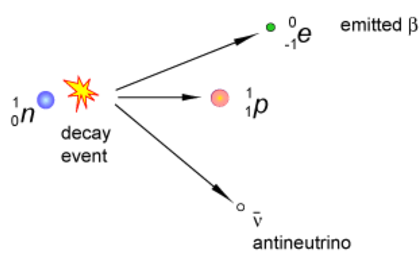 0
-1 e emitted β
1
0 n
decay
event
1
1 p
ν̄
antineutrino